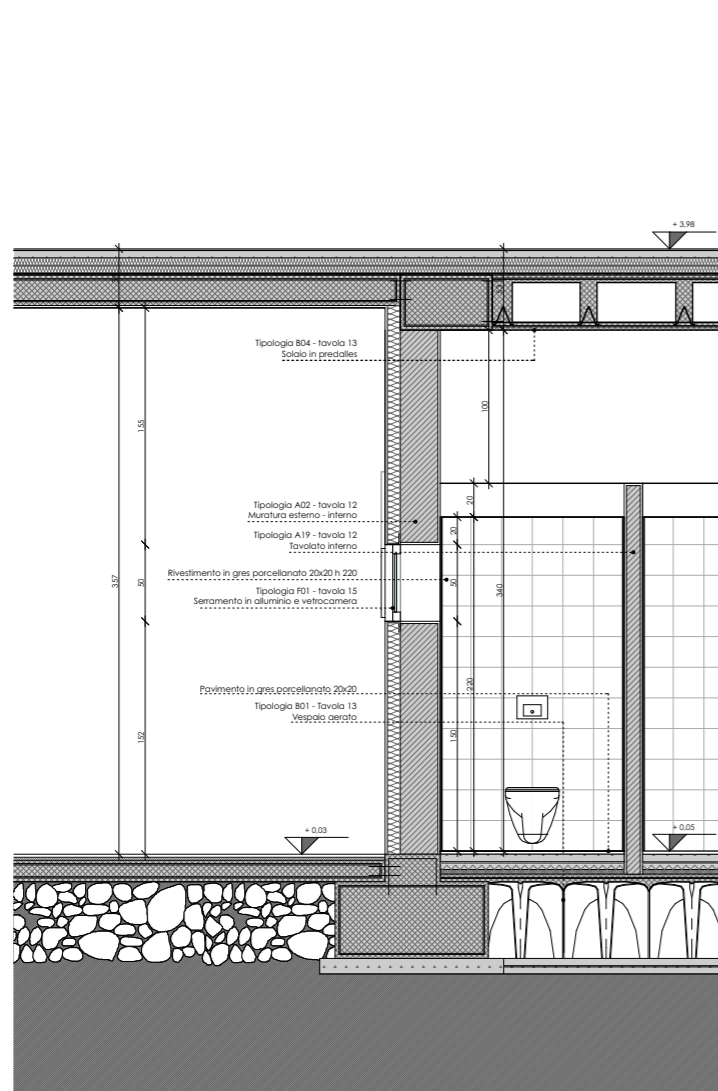 + 3,98
53
Tipologia B04 - tavola 13
Solaio in predalles
155
100
20
Tipologia A02 - tavola 12
Muratura esterno - interno
20
Tipologia A19 - tavola 12
Tavolato interno
Rivestimento in gres porcellanato 20x20 h 220
357
50
50
340
Tipologia F01 - tavola 15
Serramento in alluminio e vetrocamera
220
Pavimento in gres porcellanato 20x20
Tipologia B01 - Tavola 13
Vespaio aerato
152
150
+ 0,03
+ 0,05